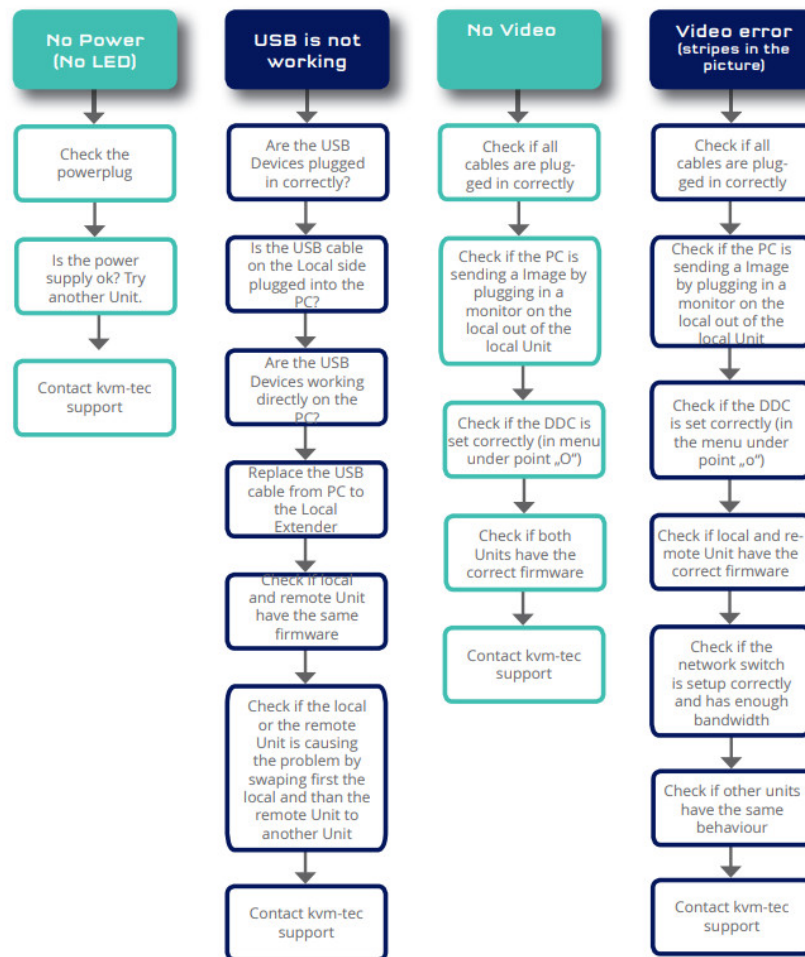 No Power
(No LED)
Check the
powerplug
Is the power
supply ok? Try
another Unit.
Contact kvm-tec
support
USB is not
working
Are the USB
Devices plugged
in correctly?
Is the USB cable
on the Local side
plugged into the
PC?
Are the USB
Devices working
directly on the
PC?
Replace the USB
cable from PC to
the Local
Extender
Check if local
and remote Unit
have the same
firmware
Check if the local
or the remote
Unit is causing
the problem by
swaping first the
local and than the
remote Unit to
another Unit
Contact kvm-tec
support
No Video
Check if all
cables are plug-
ged in correctly
Check if the PC is
sending a Image by
plugging in a
monitor on the
local out of the
local Unit
Check if the DDC is
set correctly (in menu
under point „O“)
Check if both
Units have the
correct firmware
Contact kvm-tec
support
Video error
(stripes in the
picture)
Check if all
cables are plug-
ged in correctly
Check if the PC is
sending a Image
by plugging in a
monitor on the
local out of the
local Unit
Check if the DDC
is set correctly (in
the menu under
point „o“)
Check if local and re-
mote Unit have the
correct firmware
Check if the
network switch
is setup correctly
and has enough
bandwidth
Check if other units
have the same
behaviour
Contact kvm-tec
support